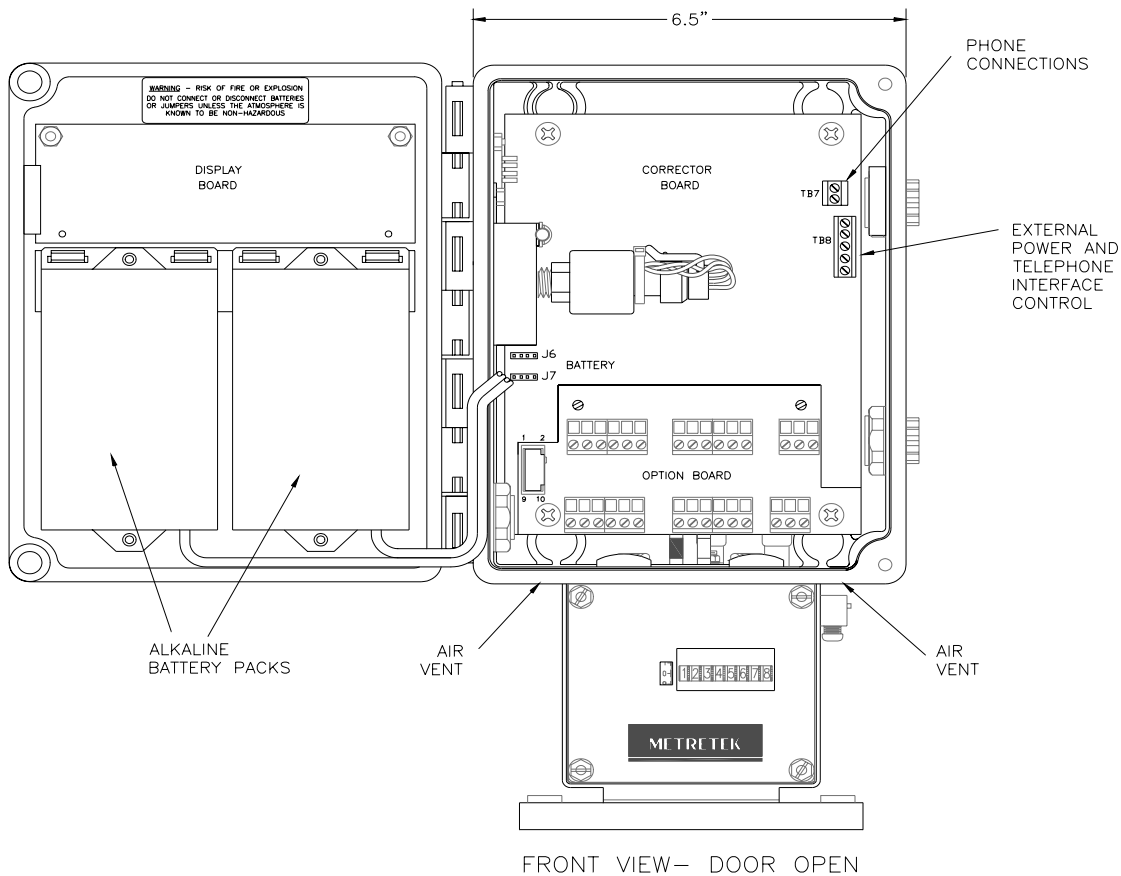 6.5"
PHONE
CONNECTIONS
WARNING – RISK OF FIRE OR EXPLOSION
DO NOT CONNECT OR DISCONNECT BATTERIES
OR JUMPERS UNLESS THE ATMOSPHERE IS
KNOWN TO BE NON-HAZARDOUS
DISPLAY
BOARD
CORRECTOR
BOARD
TB7
TB8
EXTERNAL
POWER AND
TELEPHONE
INTERFACE
CONTROL
J6
BATTERY
J7
1 2
OPTION BOARD
9 10
ALKALINE
BATTERY PACKS
AIR
VENT
AIR
VENT
12345678
METRETEK
FRONT VIEW– DOOR OPEN